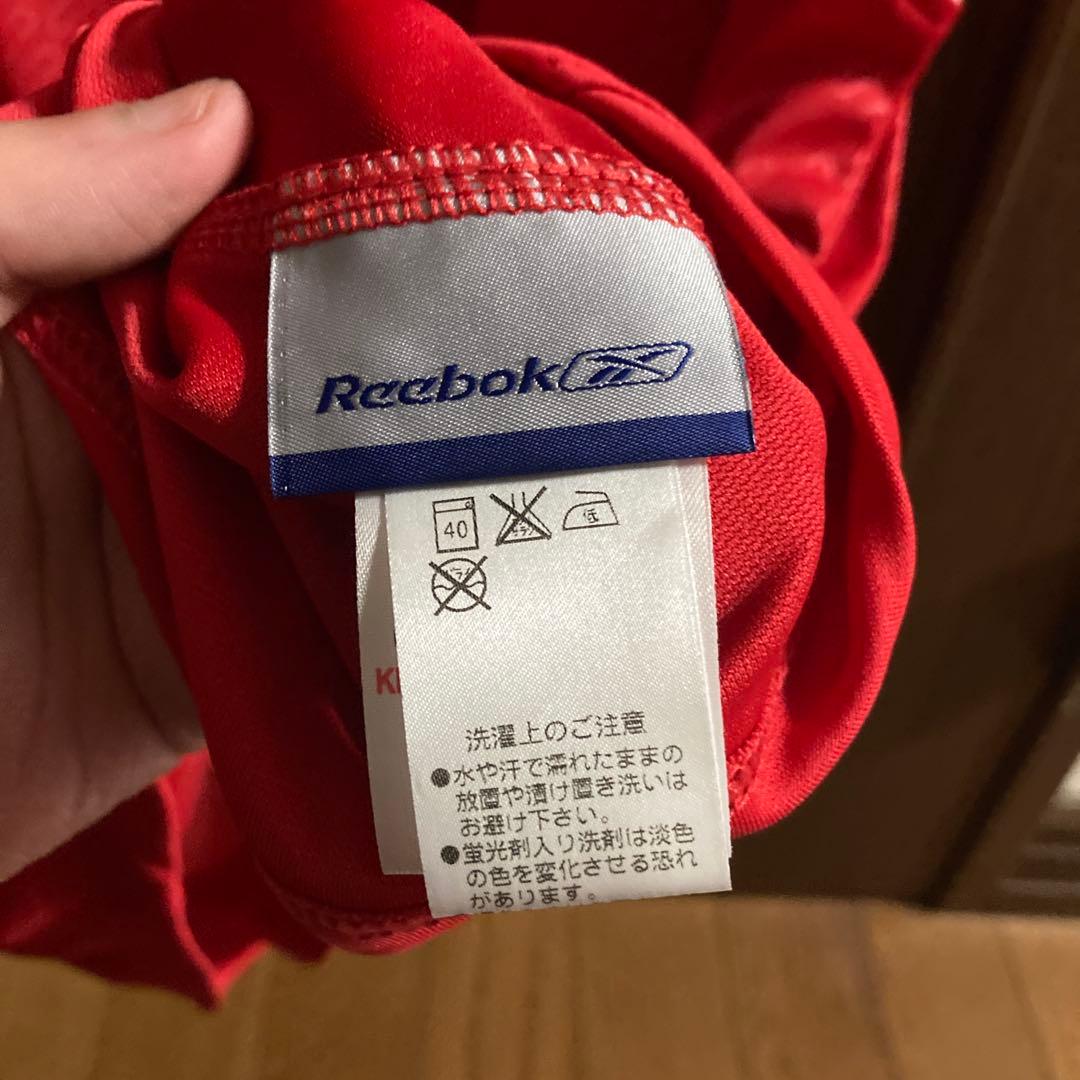 Reebok
40
低
K
洗濯上のご注意
●水や汗で濡れたままの
放置や漬け置き洗いは
お避け下さい。
●蛍光剤入り洗剤は淡色
の色を変化させる恐れ
があります。